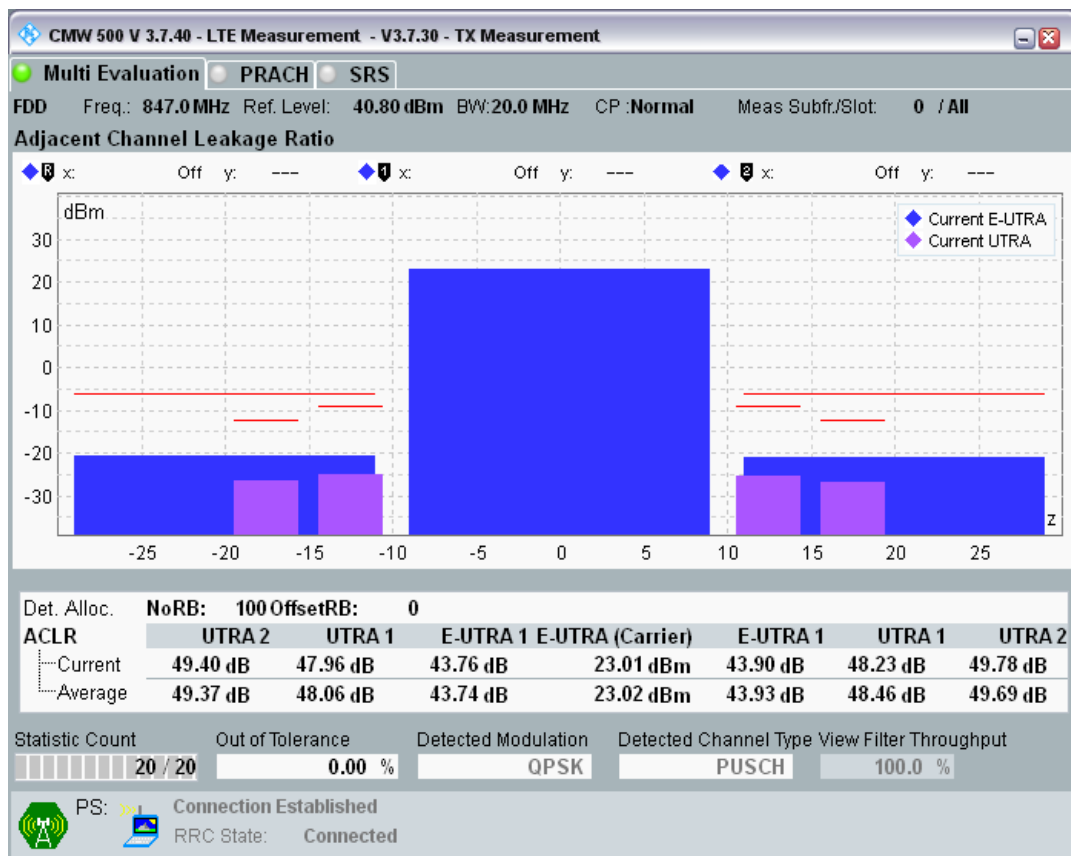 CMW 500 V 3.7.40 - LTE Measurement - V3.7.30 - TX Measurement
Multi Evaluation PRACH SRS
FDD Freq.: 847.0 MHz Ref. Level: 40.80 dBm BW:20.0 MHz CP :Normal Meas Subfr./Slot: 0 / All
Adjacent Channel Leakage Ratio
R x: Off y: --- 1 x: Off y: --- 2 x: Off y: ---
dBm
Current E-UTRA
Current UTRA
30
20
10
0
-10
-20
-30
z
-25 -20 -15 -10 -5 0 5 10 15 20 25
Det. Alloc. NoRB: 100 OffsetRB: 0
ACLR UTRA 2 UTRA 1 E-UTRA 1 E-UTRA (Carrier) E-UTRA 1 UTRA 1 UTRA 2
Current 49.40 dB 47.96 dB 43.76 dB 23.01 dBm 43.90 dB 48.23 dB 49.78 dB
Average 49.37 dB 48.06 dB 43.74 dB 23.02 dBm 43.93 dB 48.46 dB 49.69 dB
Statistic Count Out of Tolerance Detected Modulation Detected Channel Type View Filter Throughput
20 / 20 0.00 % QPSK PUSCH 100.0 %
PS: Connection Established
RRC State: Connected